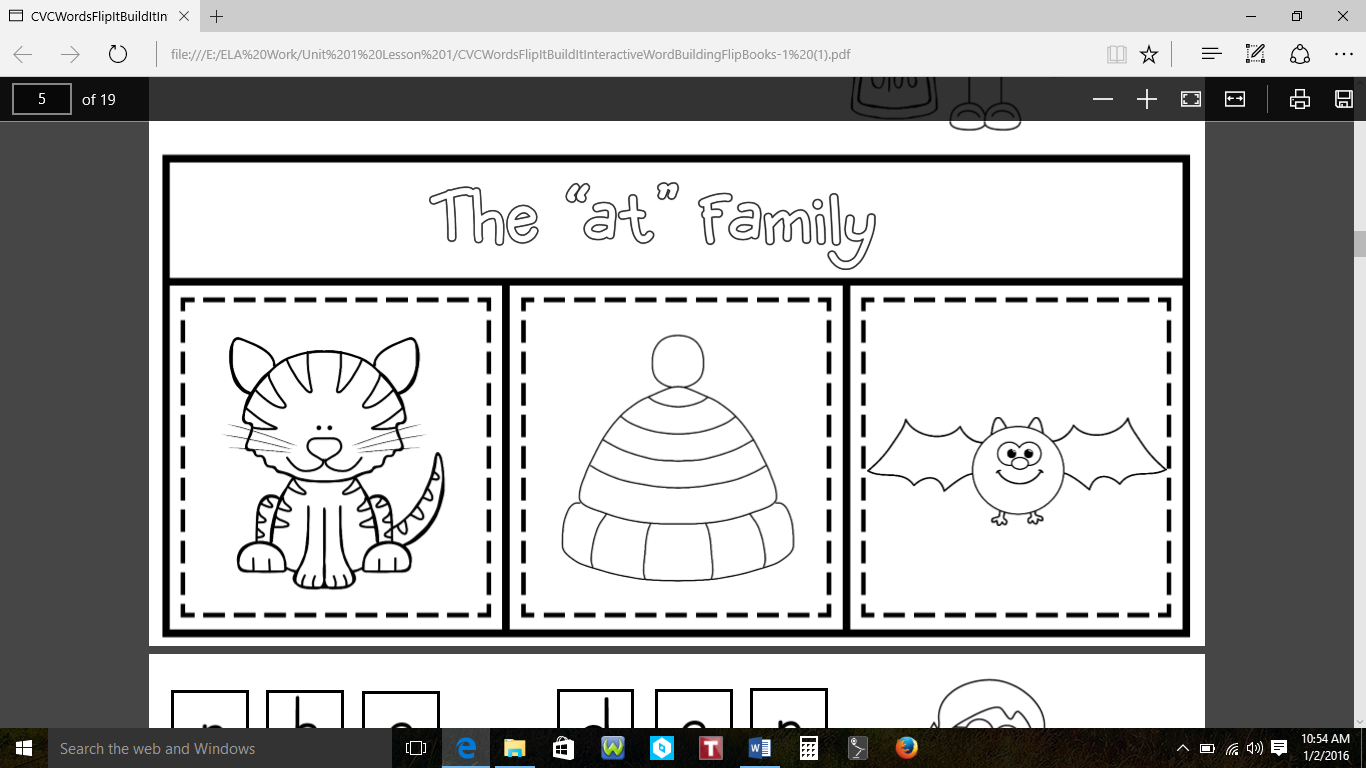 CVCWordsFlipItBuildItIn
file:///E:/ELA%20Work/Unit%201%20Lesson%201/CVCWordsFlipItBuildItInteractiveWordBuildingFlipBooks-1%20(1).pdf
5 of 19
The “at” Family
Search the web and Windows
10:54 AM
1/2/2016